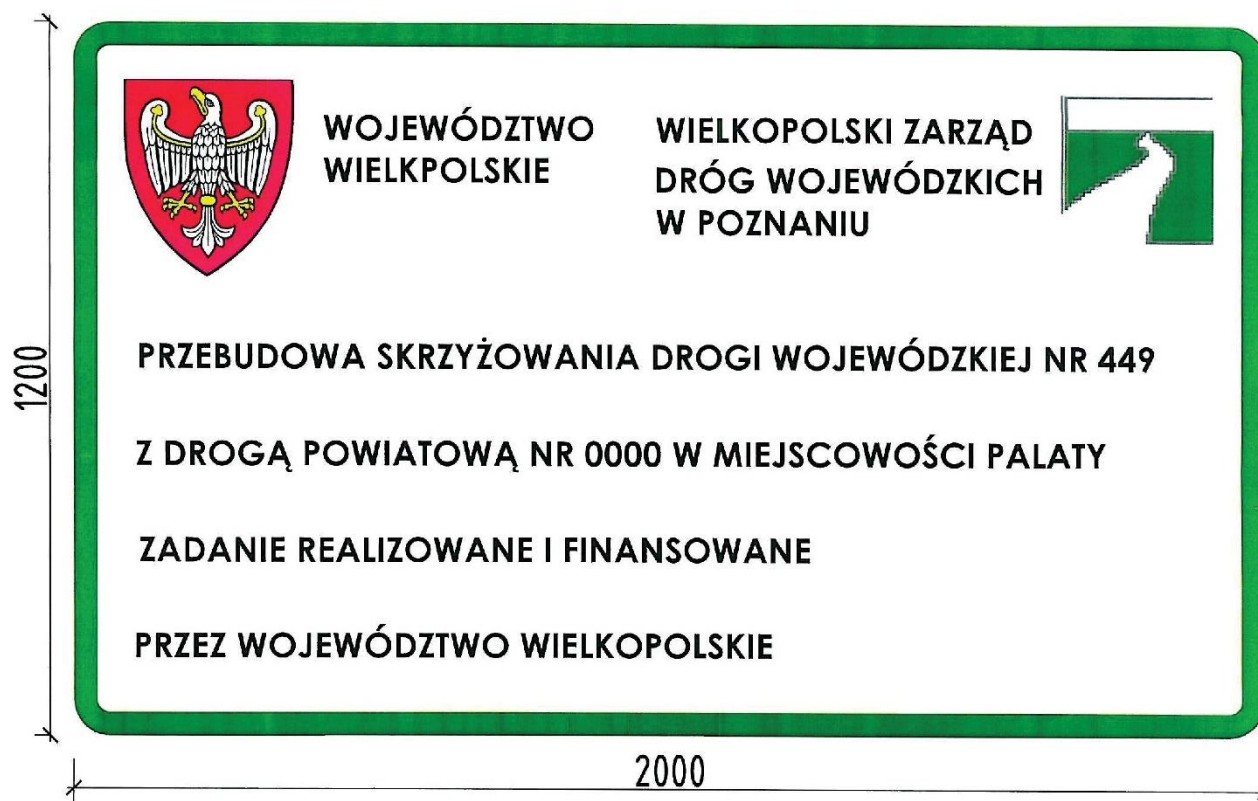 WOJEWÓDZTWO
WIELKPOLSKIE
WIELKOPOLSKI ZARZĄD
DRÓG WOJEWÓDZKICH
W POZNANIU
PRZEBUDOWA SKRZYŻOWANIA DROGI WOJEWÓDZKIEJ NR 449
Z DROGĄ POWIATOWĄ NR 0000 W MIEJSCOWOŚCI PALATY
ZADANIE REALIZOWANE I FINANSOWANE
PRZEZ WOJEWÓDZTWO WIELKOPOLSKIE
1200
2000